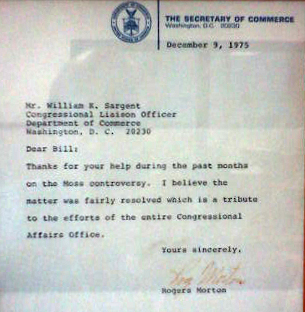 THE SECRETARY OF COMMERCE
Washington, D.C. 20230
December 9, 1975
Mr. William K. Sargent
Congressional Liaison Officer
Department of Commerce
Washington, D. C. 20230
Dear Bill:
Thanks for your help during the past months
on the Moss controversy. I believe the
matter was fairly resolved which is a tribute
to the efforts of the entire Congressional
Affairs Office.
Yours sincerely,
Rog Morton
Rogers Morton